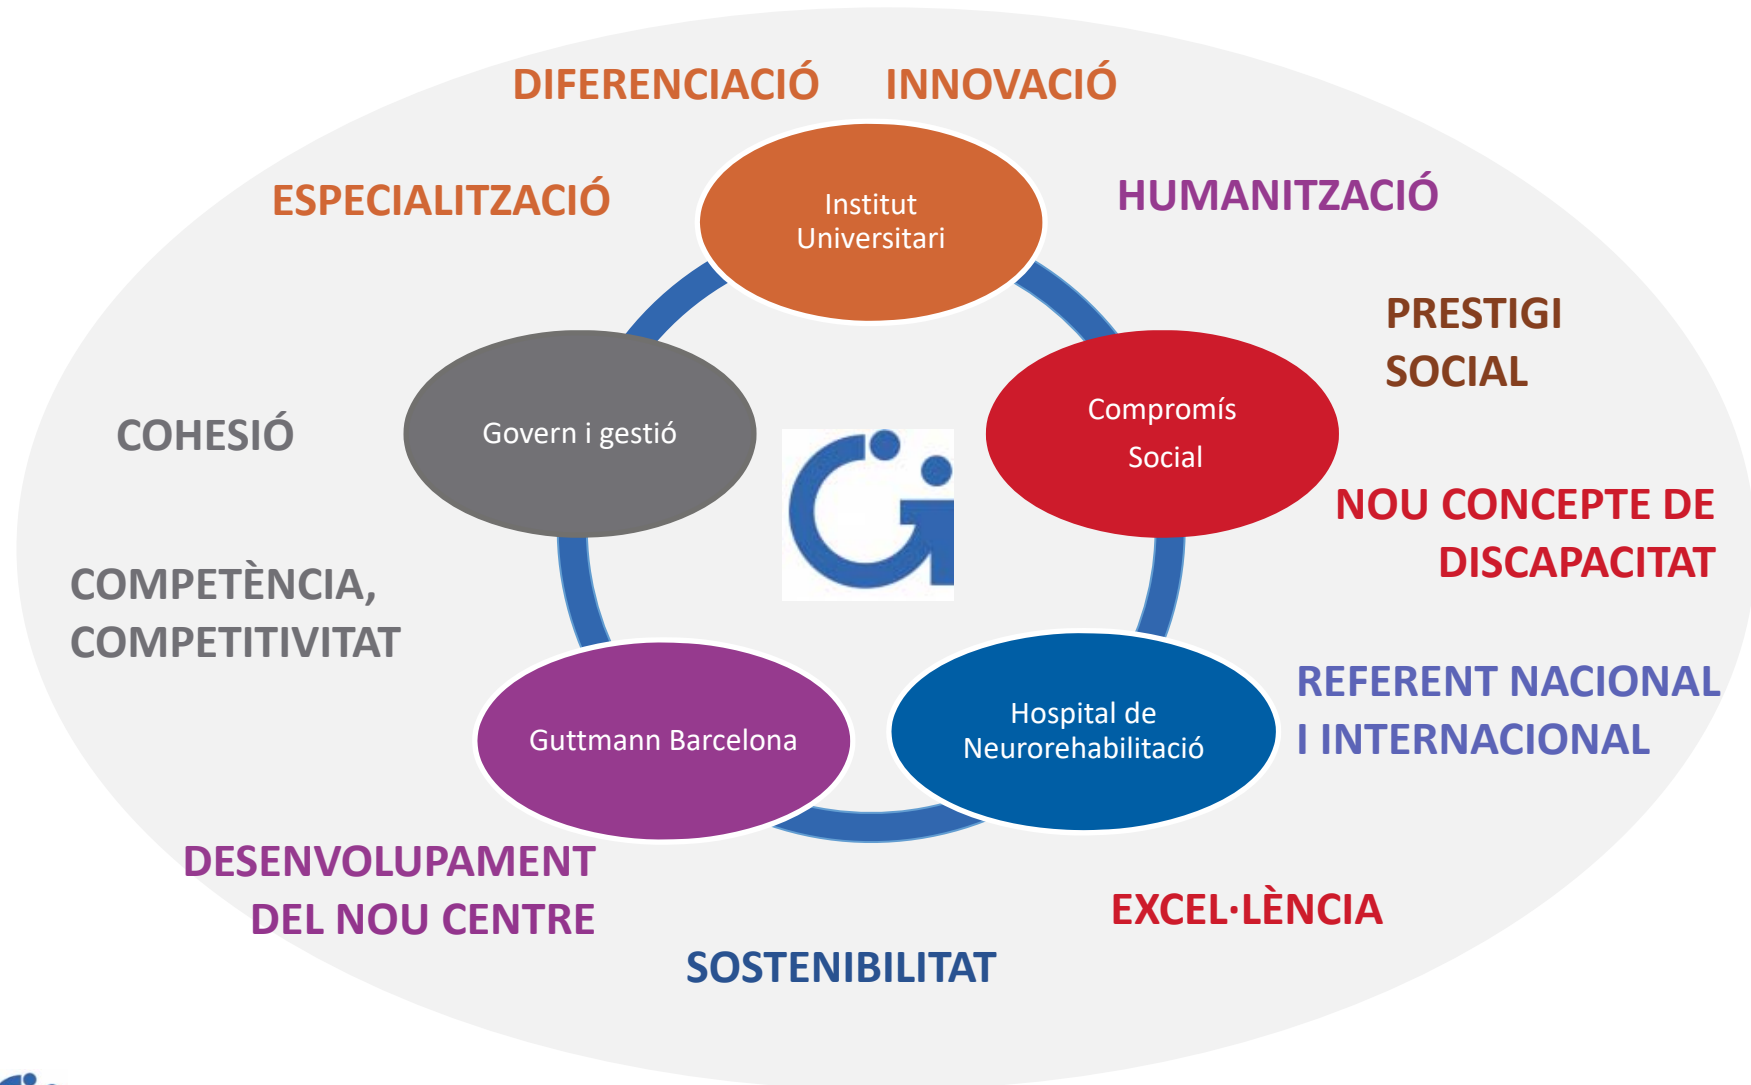 DIFERENCIACIÓ
INNOVACIÓ
ESPECIALITZACIÓ
HUMANITZACIÓ
Institut
Universitari
PRESTIGI
SOCIAL
Compromís
Social
Govern i gestió
COHESIÓ
NOU CONCEPTE DE
DISCAPACITAT
COMPETÈNCIA,
COMPETITIVITAT
REFERENT NACIONAL
I INTERNACIONAL
Hospital de
Neurorehabilitació
Guttmann Barcelona
DESENVOLUPAMENT
DEL NOU CENTRE
EXCEL·LÈNCIA
SOSTENIBILITAT